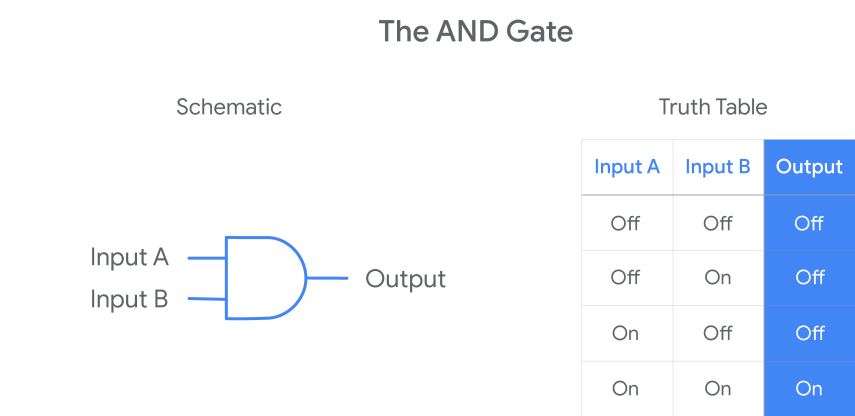 The AND Gate
Schematic
Input A
Input B
Output
Truth Table
Input A Input B Output
Off Off Off
Off On Off
On Off Off
On On On